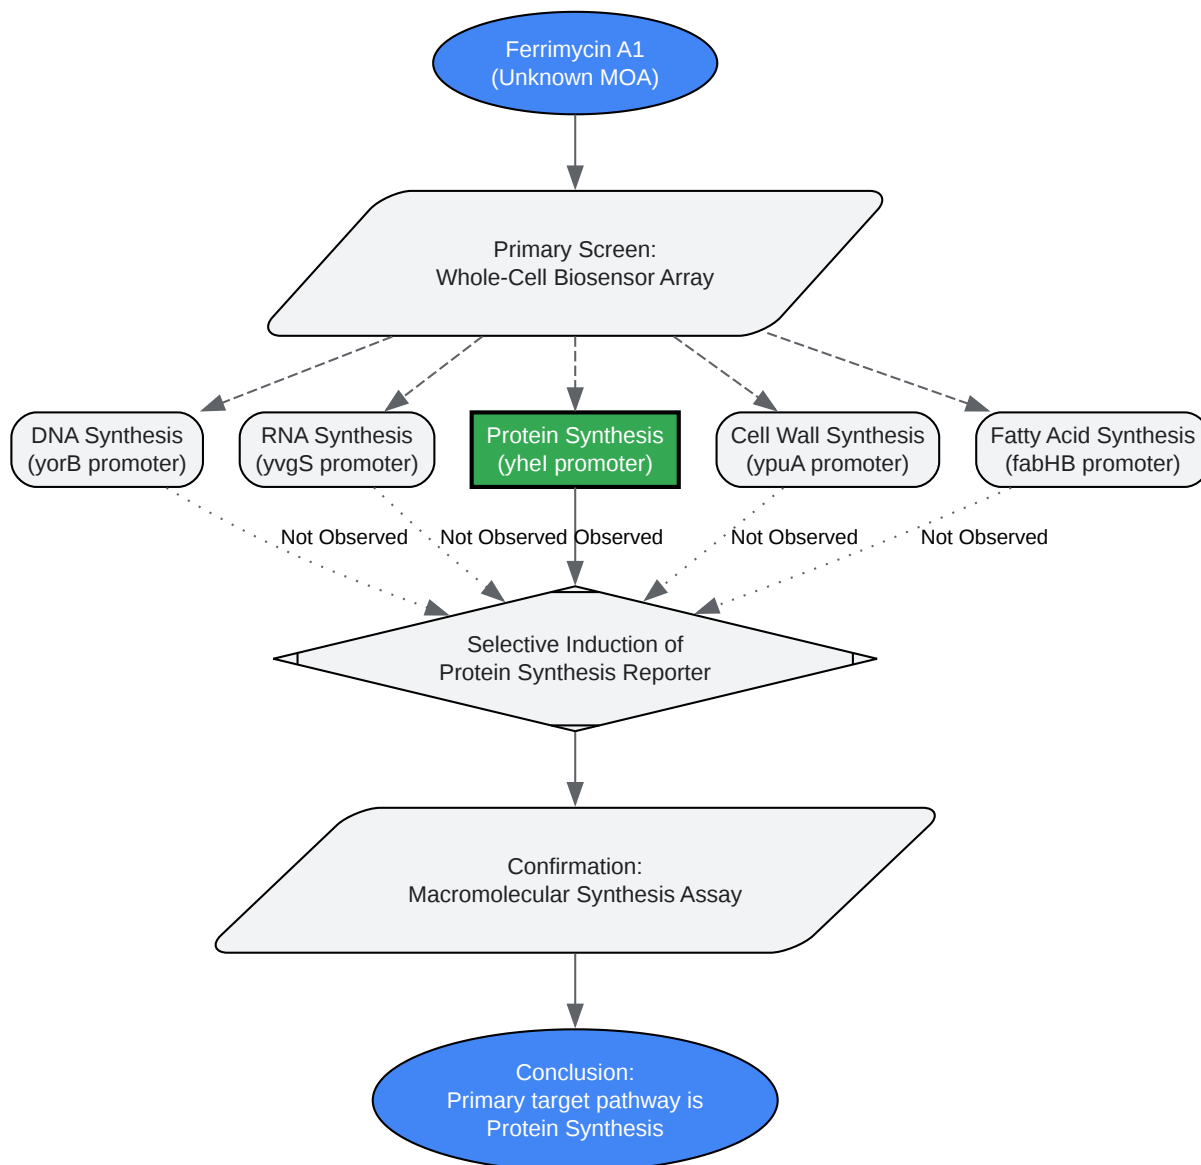 Ferrimycin A1
(Unknown MOA)
Primary Screen:
Whole-Cell Biosensor Array
DNA Synthesis
(yorB promoter)
RNA Synthesis
(yvgS promoter)
Protein Synthesis
(yheI promoter)
Cell Wall Synthesis
(ypuA promoter)
Fatty Acid Synthesis
(fabHB promoter)
Not Observed
Not Observed
Observed
Not Observed
Not Observed
Selective Induction of
Protein Synthesis Reporter
Confirmation:
Macromolecular Synthesis Assay
Conclusion:
Primary target pathway is
Protein Synthesis